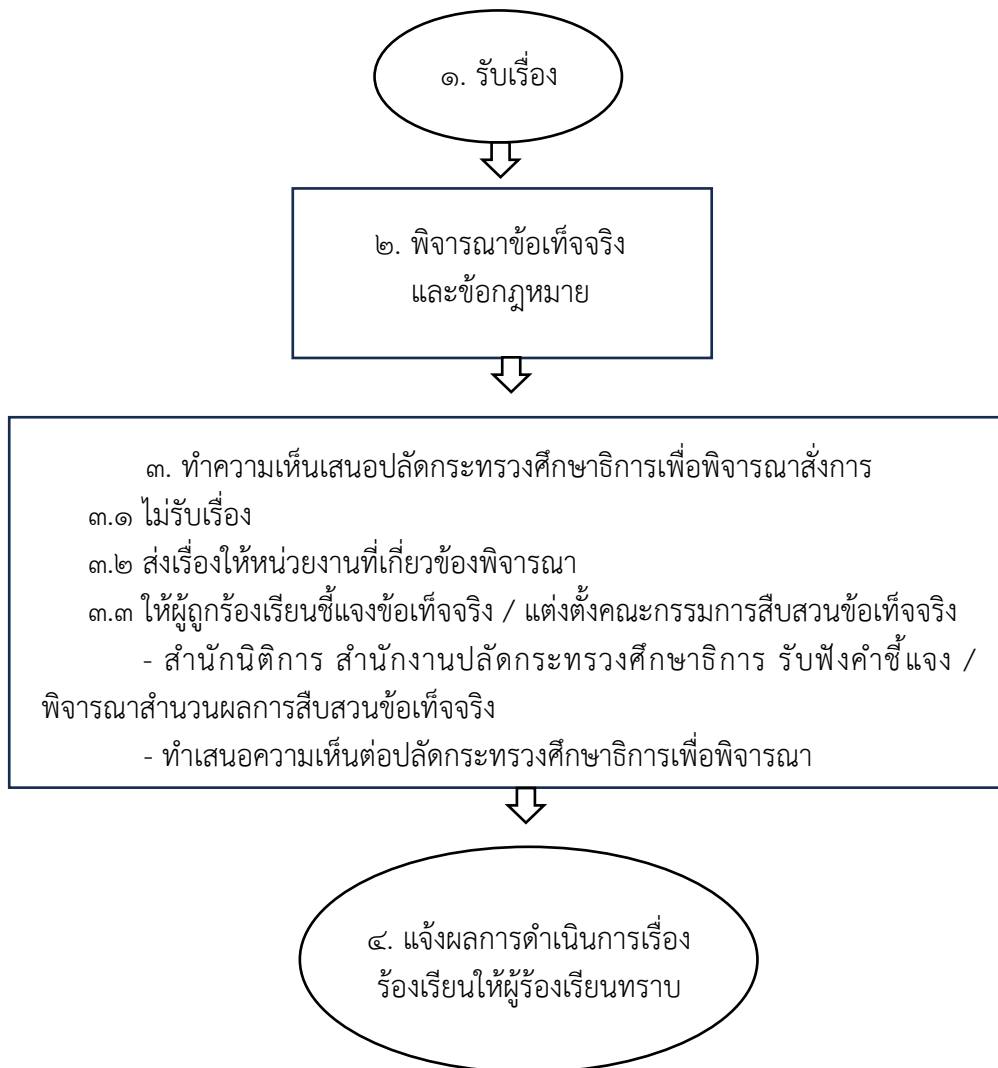 ๑. รับเรื่อง
๒. พิจารณาข้อเท็จจริง
และข้อกฎหมาย
๓. ทำความเห็นเสนอปลัดกระทรวงศึกษาธิการเพื่อพิจารณาสั่งการ
๓.๑ ไม่รับเรื่อง
๓.๒ ส่งเรื่องให้หน่วยงานที่เกี่ยวข้องพิจารณา
๓.๓ ให้ผู้ถูกร้องเรียนชี้แจงข้อเท็จจริง / แต่งตั้งคณะกรรมการสืบสวนข้อเท็จจริง
- สำนักนิติการ สำนักงานปลัดกระทรวงศึกษาธิการ รับฟังคำชี้แจง /
พิจารณาสำนวนผลการสืบสวนข้อเท็จจริง
- ทำเสนอความเห็นต่อปลัดกระทรวงศึกษาธิการเพื่อพิจารณา
๔. แจ้งผลการดำเนินการเรื่อง
ร้องเรียนให้ผู้ร้องเรียนทราบ